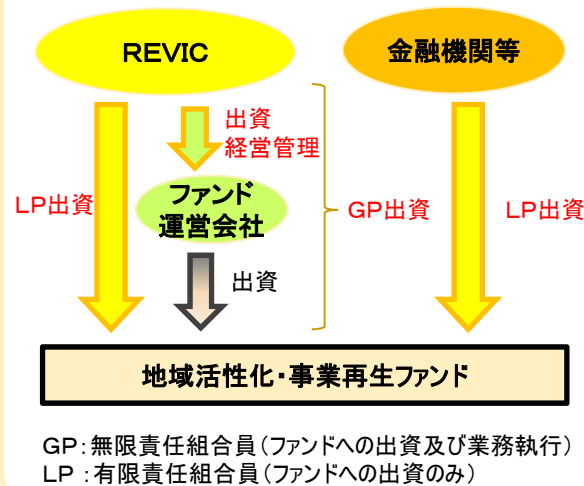 REVIC
金融機関等
出資
経営管理
LP出資
ファンド
運営会社
GP出資
LP出資
出資
地域活性化・事業再生ファンド
GP:無限責任組合員(ファンドへの出資及び業務執行)
LP :有限責任組合員(ファンドへの出資のみ)